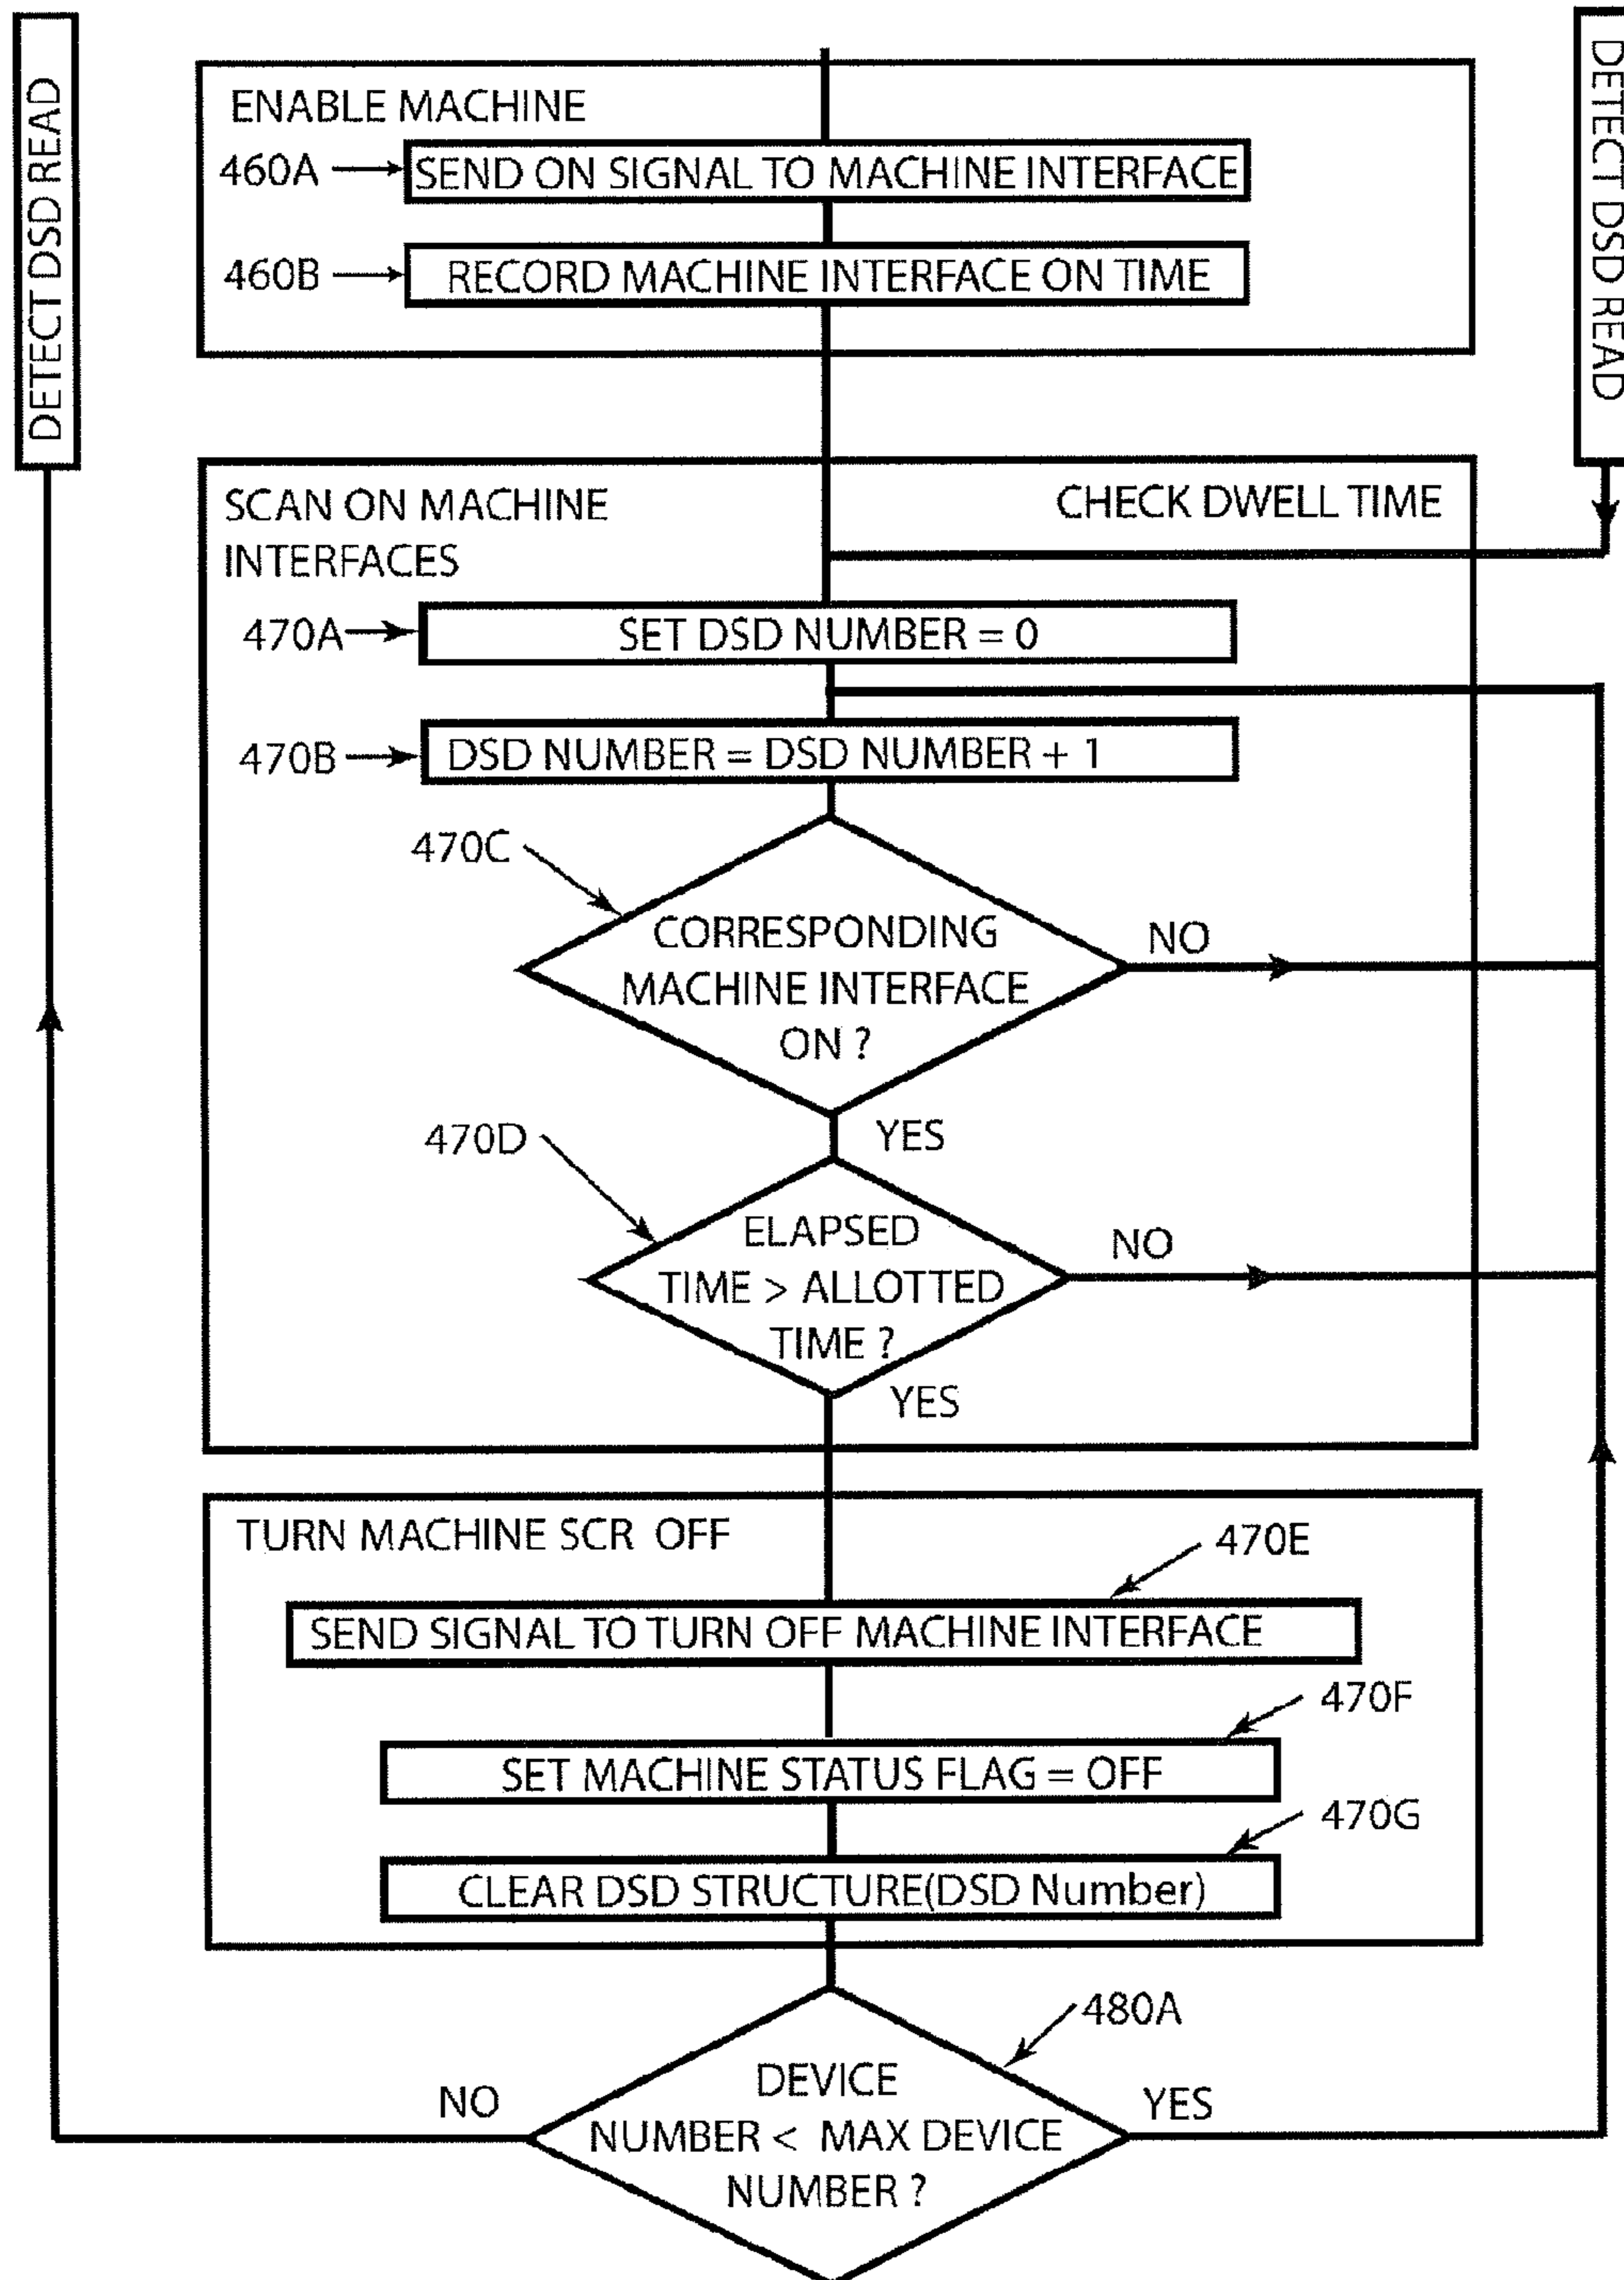 DETECT DSD READ
DETECT DSD READ
ENABLE MACHINE
460A
SEND ON SIGNAL TO MACHINE INTERFACE
460B
RECORD MACHINE INTERFACE ON TIME
SCAN ON MACHINE
INTERFACES
CHECK DWELL TIME
470A
SET DSD NUMBER = 0
470B
DSD NUMBER = DSD NUMBER + 1
470C
CORRESPONDING
MACHINE INTERFACE
ON ?
NO
YES
470D
ELAPSED
TIME > ALLOTTED
TIME ?
NO
YES
TURN MACHINE SCR OFF
470E
SEND SIGNAL TO TURN OFF MACHINE INTERFACE
470F
SET MACHINE STATUS FLAG = OFF
470G
CLEAR DSD STRUCTURE(DSD Number)
480A
DEVICE
NUMBER < MAX DEVICE
NUMBER ?
NO
YES